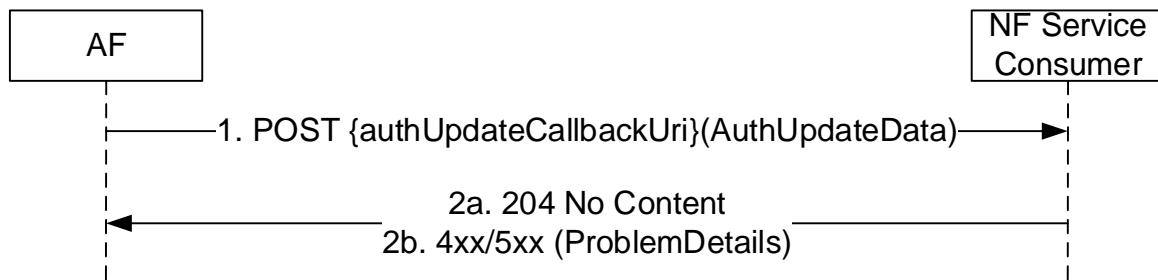 AF
NF Service
Consumer
1. POST {authUpdateCallbackUri}(AuthUpdateData)
2a. 204 No Content
2b. 4xx/5xx (ProblemDetails)